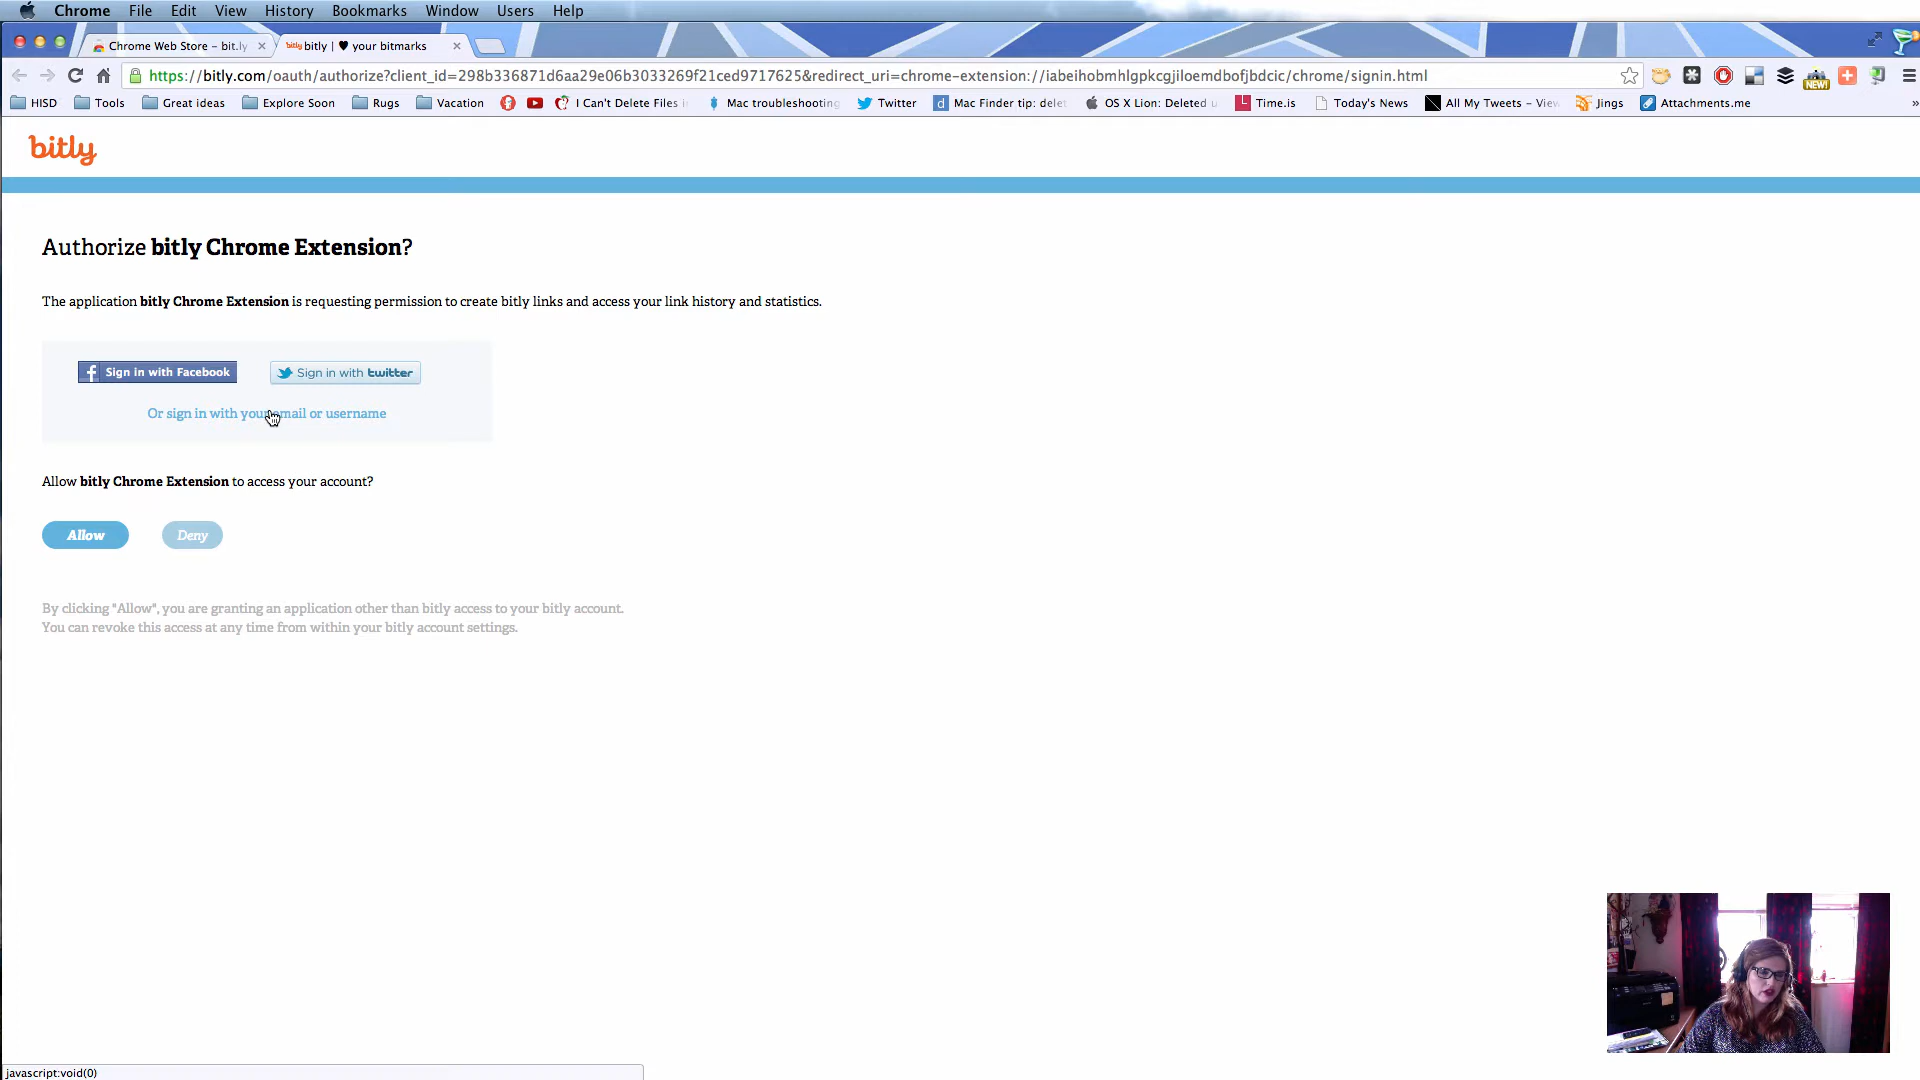 Chrome File Edit View History Bookmarks Window Users Help
Chrome Web Store – bit.ly
bitly bitly | ♥ your bitmarks
https://bitly.com/oauth/authorize?client_id=298b336871d6aa29e06b3033269f21ced9717625&redirect_uri=chrome-extension://iabeihobmhlgpkcgjiloemdbofjbdcic/chrome/signin.html
NEW!
HISD Tools Great ideas Explore Soon Rugs Vacation I Can't Delete Files i Mac troubleshooting Twitter d Mac Finder tip: delet OS X Lion: Deleted u L Time.is Today's News All My Tweets – View Jings Attachments.me »
bitly
Authorize bitly Chrome Extension?
The application bitly Chrome Extension is requesting permission to create bitly links and access your link history and statistics.
f Sign in with Facebook
Sign in with twitter
Or sign in with your email or username
Allow bitly Chrome Extension to access your account?
Allow
Deny
By clicking "Allow", you are granting an application other than bitly access to your bitly account.
You can revoke this access at any time from within your bitly account settings.
javascript:void(0)